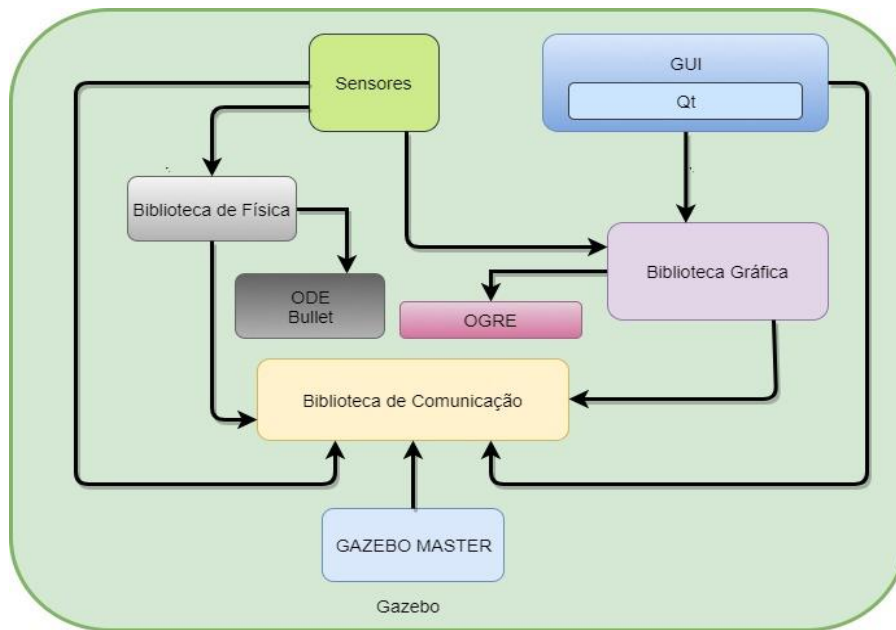 Sensores
GUI
Qt
Biblioteca de Física
Biblioteca Gráfica
ODE
Bullet
OGRE
Biblioteca de Comunicação
GAZEBO MASTER
Gazebo